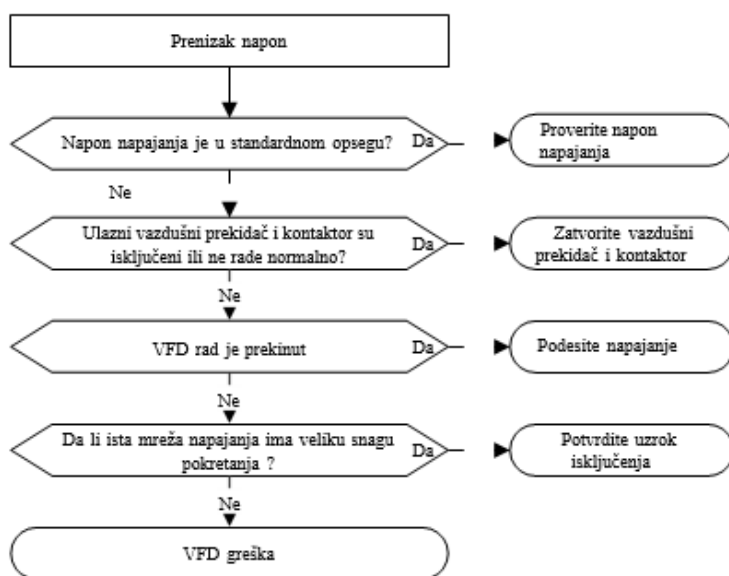 Prenizak napon
Napon napajanja je u standardnom opsegu?
Da
Proverite napon
napajanja
Ne
Ulazni vazdušni prekidač i kontaktor su
isključeni ili ne rade normalno?
Da
Zatvorite vazdušni
prekidač i kontaktor
Ne
VFD rad je prekinut
Da
Podesite napajanje
Ne
Da li ista mreža napajanja ima veliku snagu
pokretanja ?
Da
Potvrdite uzrok
isključenja
Ne
VFD greška